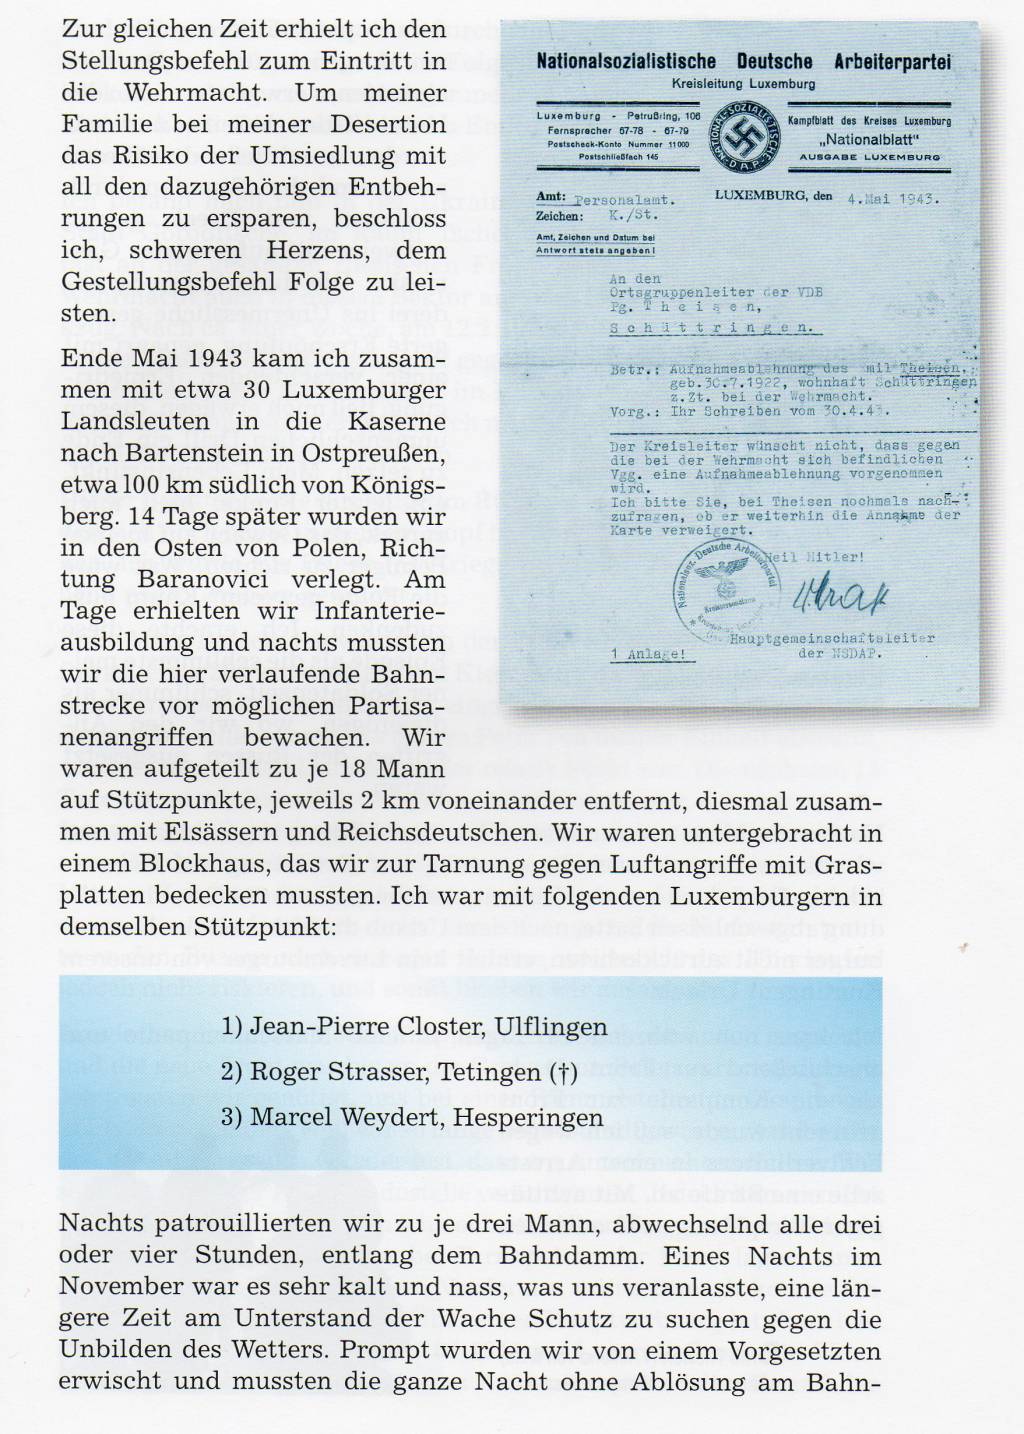 Zur gleichen Zeit erhielt ich den
Stellungsbefehl zum Eintritt in
die Wehrmacht. Um meiner
Familie bei meiner Desertion
das Risiko der Umsiedlung mit
all den dazugehörigen Entbeh-
rungen zu ersparen, beschloss
ich, schweren Herzens, dem
Gestellungsbefehl Folge zu lei-
sten.
Ende Mai 1943 kam ich zusam-
men mit etwa 30 Luxemburger
Landsleuten in die Kaserne
nach Bartenstein in Ostpreußen,
etwa 100 km südlich von Königs-
berg. 14 Tage später wurden wir
in den Osten von Polen, Rich-
tung Baranovici verlegt. Am
Tage erhielten wir Infanterie-
ausbildung und nachts mussten
wir die hier verlaufende Bahn-
strecke vor möglichen Partisa-
nenangriffen bewachen. Wir
waren aufgeteilt zu je 18 Mann
auf Stützpunkte, jeweils 2 km voneinander entfernt, diesmal zusam-
men mit Elsässern und Reichsdeutschen. Wir waren untergebracht in
einem Blockhaus, das wir zur Tarnung gegen Luftangriffe mit Gras-
platten bedecken mussten. Ich war mit folgenden Luxemburgern in
demselben Stützpunkt:
Nationalsozialistische Deutsche Arbeiterpartei
Kreisleitung Luxemburg
Luxemburg - Petrußring, 106
Fernsprecher 67-78 - 67-79
Postscheck-Konto Nummer 11000
Postschließfach 145
NATIONAL-SOZIALISTISCHE D.A.P.
Kampfblatt des Kreises Luxemburg
„Nationalblatt"
AUSGABE LUXEMBURG
Amt: Personalamt.
Zeichen: K./St.
LUXEMBURG, den 4.Mai 1943.
Amt, Zeichen und Datum bei
Antwort stets angeben!
An den
Ortsgruppenleiter der VDB
Pg. Theisen,
Schüttringen.
Betr.: Aufnahmeablehnung des mil Theisen,
geb.30.7.1922, wohnhaft Schüttringen
z.Zt. bei der Wehrmacht.
Vorg.: Ihr Schreiben vom 30.4.43.
Der Kreisleiter wünscht nicht, dass gegen
die bei der Wehrmacht sich befindlichen
Vgg. eine Aufnahmeablehnung vorgenommen
wird.
Ich bitte Sie, bei Theisen nochmals nach-
zufragen, ob er weiterhin die Annahme der
Karte verweigert.
Heil Hitler!
Nationalsoz. Deutsche Arbeiterpartei
Hauptgemeinschaftsleiter
der NSDAP.
1 Anlage!
1) Jean-Pierre Closter, Ulflingen
2) Roger Strasser, Tetingen (†)
3) Marcel Weydert, Hesperingen
Nachts patrouillierten wir zu je drei Mann, abwechselnd alle drei
oder vier Stunden, entlang dem Bahndamm. Eines Nachts im
November war es sehr kalt und nass, was uns veranlasste, eine län-
gere Zeit am Unterstand der Wache Schutz zu suchen gegen die
Unbilden des Wetters. Prompt wurden wir von einem Vorgesetzten
erwischt und mussten die ganze Nacht ohne Ablösung am Bahn-